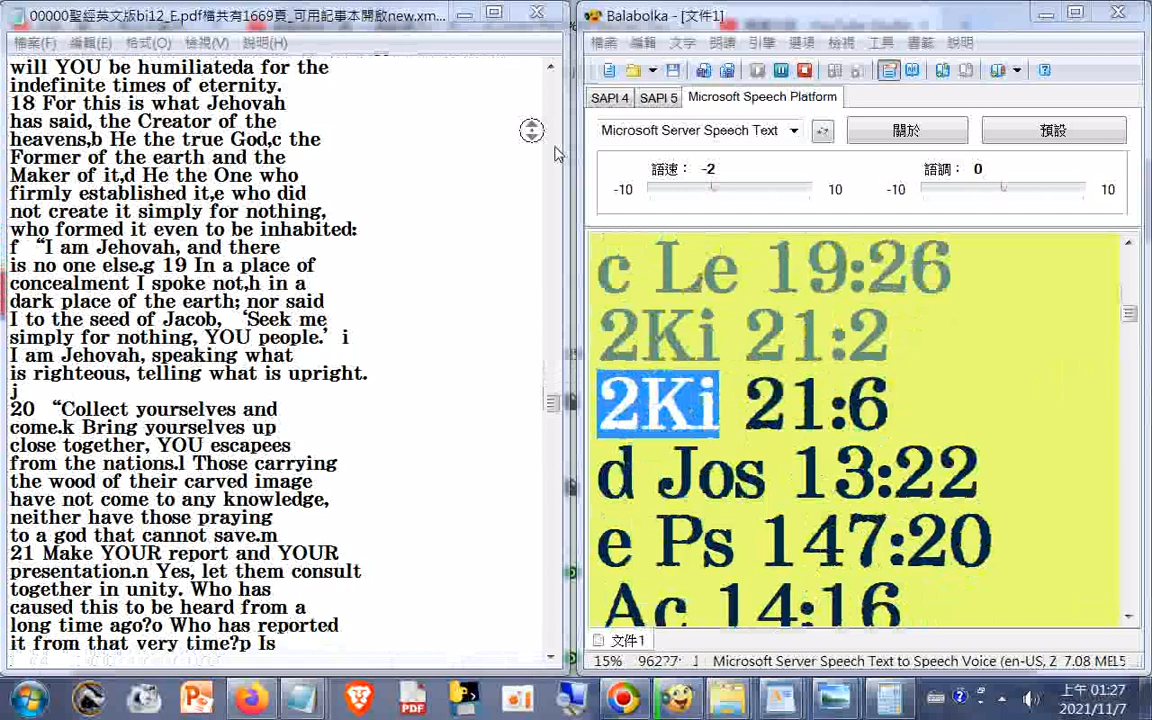 00000聖經英文版bi12_E.pdf檔共有1669頁_可用記事本開啟new.xm...
檔案(F) 編輯(E) 格式(O) 檢視(V) 說明(H)
will YOU be humiliateda for the
indefinite times of eternity.
18 For this is what Jehovah
has said, the Creator of the
heavens,b He the true God,c the
Former of the earth and the
Maker of it,d He the One who
firmly established it,e who did
not create it simply for nothing,
who formed it even to be inhabited:
f “I am Jehovah, and there
is no one else.g 19 In a place of
concealment I spoke not,h in a
dark place of the earth; nor said
I to the seed of Jacob, ‘Seek me
simply for nothing, YOU people.’ i
I am Jehovah, speaking what
is righteous, telling what is upright.
j
20 “Collect yourselves and
come.k Bring yourselves up
close together, YOU escapees
from the nations.l Those carrying
the wood of their carved image
have not come to any knowledge,
neither have those praying
to a god that cannot save.m
21 Make YOUR report and YOUR
presentation.n Yes, let them consult
together in unity. Who has
caused this to be heard from a
long time ago?o Who has reported
it from that very time?p Is
Balabolka - [文件1]
檔案 編輯 文字 朗讀 引擎 選項 檢視 工具 書籤 說明
SAPI 4 SAPI 5 Microsoft Speech Platform
Microsoft Server Speech Text 關於 預設
語速： -2 語調： 0
-10 10 -10 10
c Le 19:26
2Ki 21:2
2Ki 21:6
d Jos 13:22
e Ps 147:20
Ac 14:16
文件1
15% Microsoft Server Speech Text to Speech Voice (en-US, Z 7.08 MB
上午 01:27
2021/11/7